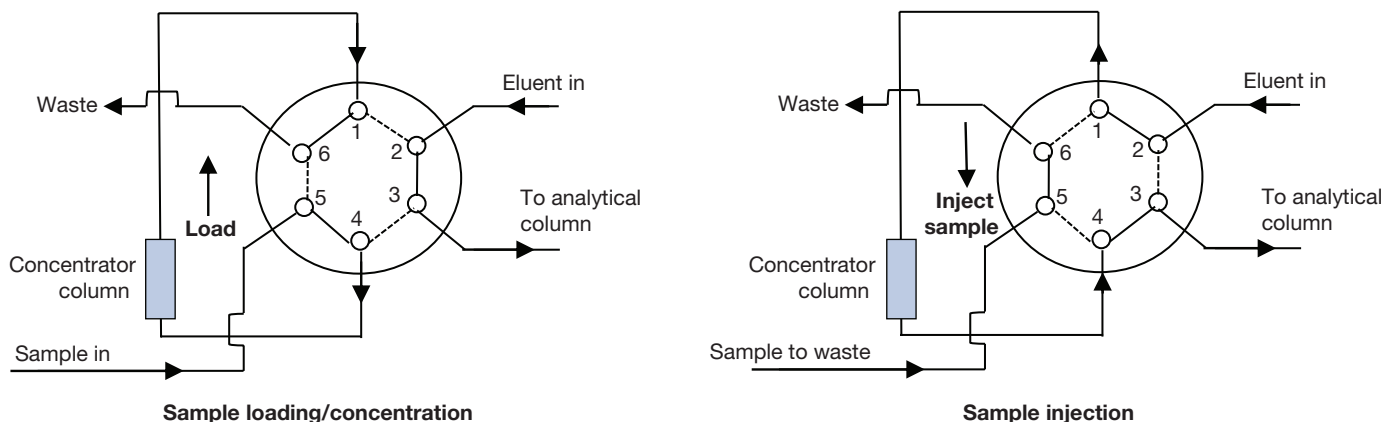 Waste
Eluent in
1
2
3
4
5
6
Load
To analytical
column
Concentrator
column
Sample in
Sample loading/concentration
Waste
Eluent in
1
2
3
4
5
6
Inject
sample
To analytical
column
Concentrator
column
Sample to waste
Sample injection